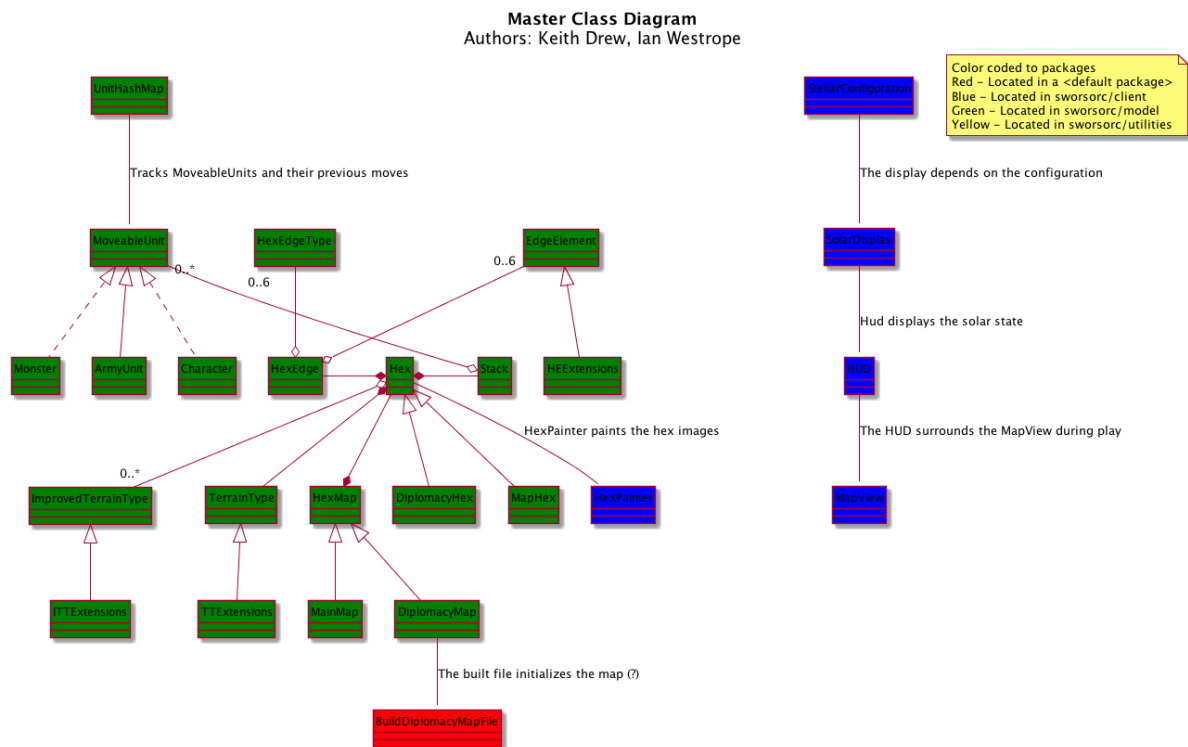 Master Class Diagram
Authors: Keith Drew, Ian Westrope
Color coded to packages
Red - Located in a <default package>
Blue - Located in sworsorc/client
Green - Located in sworsorc/model
Yellow - Located in sworsorc/utilities
UnitHashMap
StellarConfiguration
Tracks MoveableUnits and their previous moves
The display depends on the configuration
MoveableUnit
HexEdgeType
EdgeElement
SolarDisplay
0..*
0..6
0..6
Hud displays the solar state
Monster
ArmyUnit
Character
HexEdge
Hex
Stack
HEExtensions
HUD
HexPainter paints the hex images
The HUD surrounds the MapView during play
0..*
ImprovedTerrainType
TerrainType
HexMap
DiplomacyHex
MapHex
HexPainter
MapView
ITTExtensions
TTExtensions
MainMap
DiplomacyMap
The built file initializes the map (?)
BuildDiplomacyMapFile